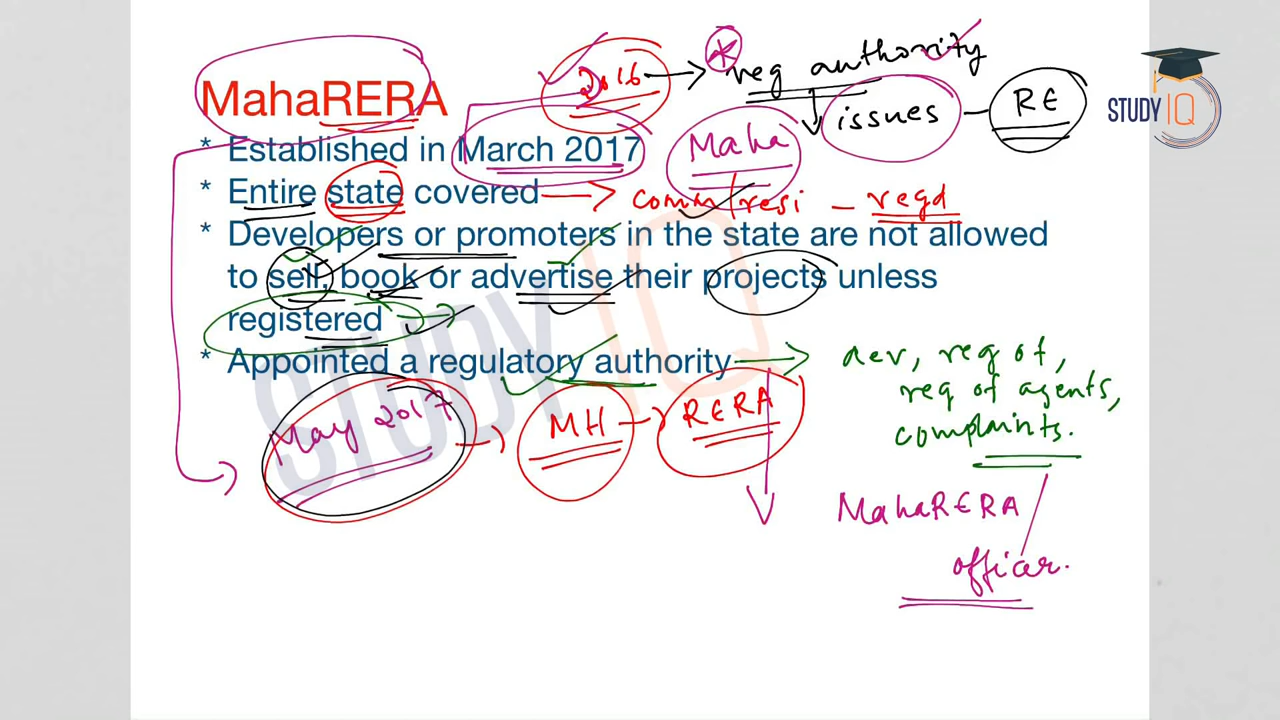 2016 → reg authority
MahaRERA
issues - RE
STUDY IQ
* Established in March 2017
Maha
* Entire state covered → comm/resi - regd
* Developers or promoters in the state are not allowed
to sell, book or advertise their projects unless
registered
* Appointed a regulatory authority → dev, reg of,
reg of agents,
complaints.
May 2017 → MH → RERA
MahaRERA
officer.
STUDY IQ